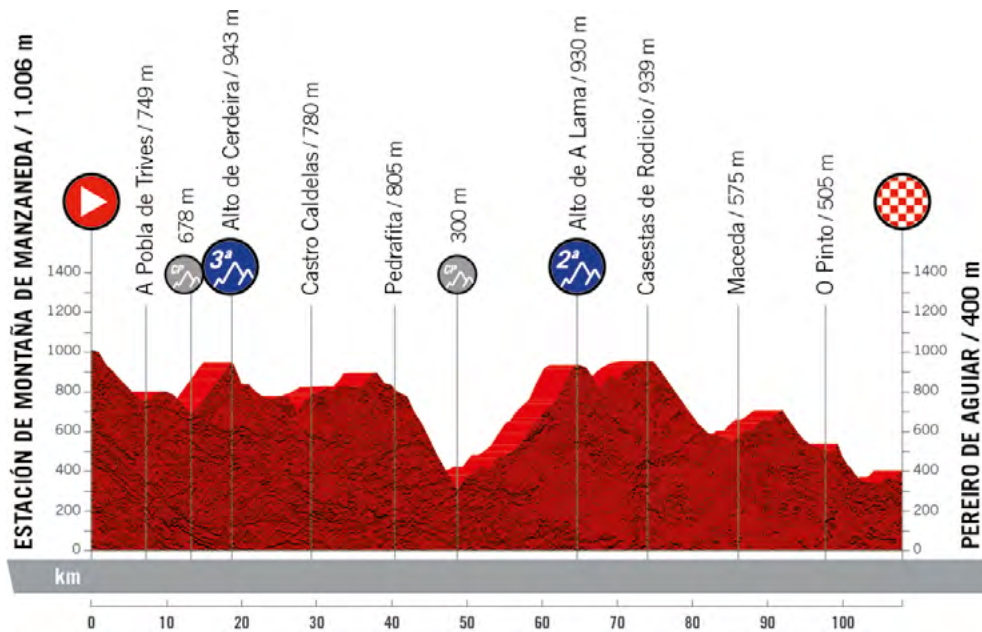 ESTACIÓN DE MONTAÑA DE MANZANEDA / 1.006 m
A Pobla de Trives / 749 m
CP
678 m
3ª
Alto de Cerdeira / 943 m
Castro Caldelas / 780 m
Pedrafita / 805 m
CP
300 m
2ª
Alto de A Lama / 930 m
Casestas de Rodicio / 939 m
Maceda / 575 m
O Pinto / 505 m
PEREIRO DE AGUIAR / 400 m
1400
1200
1000
800
600
400
200
0
1400
1200
1000
800
600
400
200
0
km
0 10 20 30 40 50 60 70 80 90 100